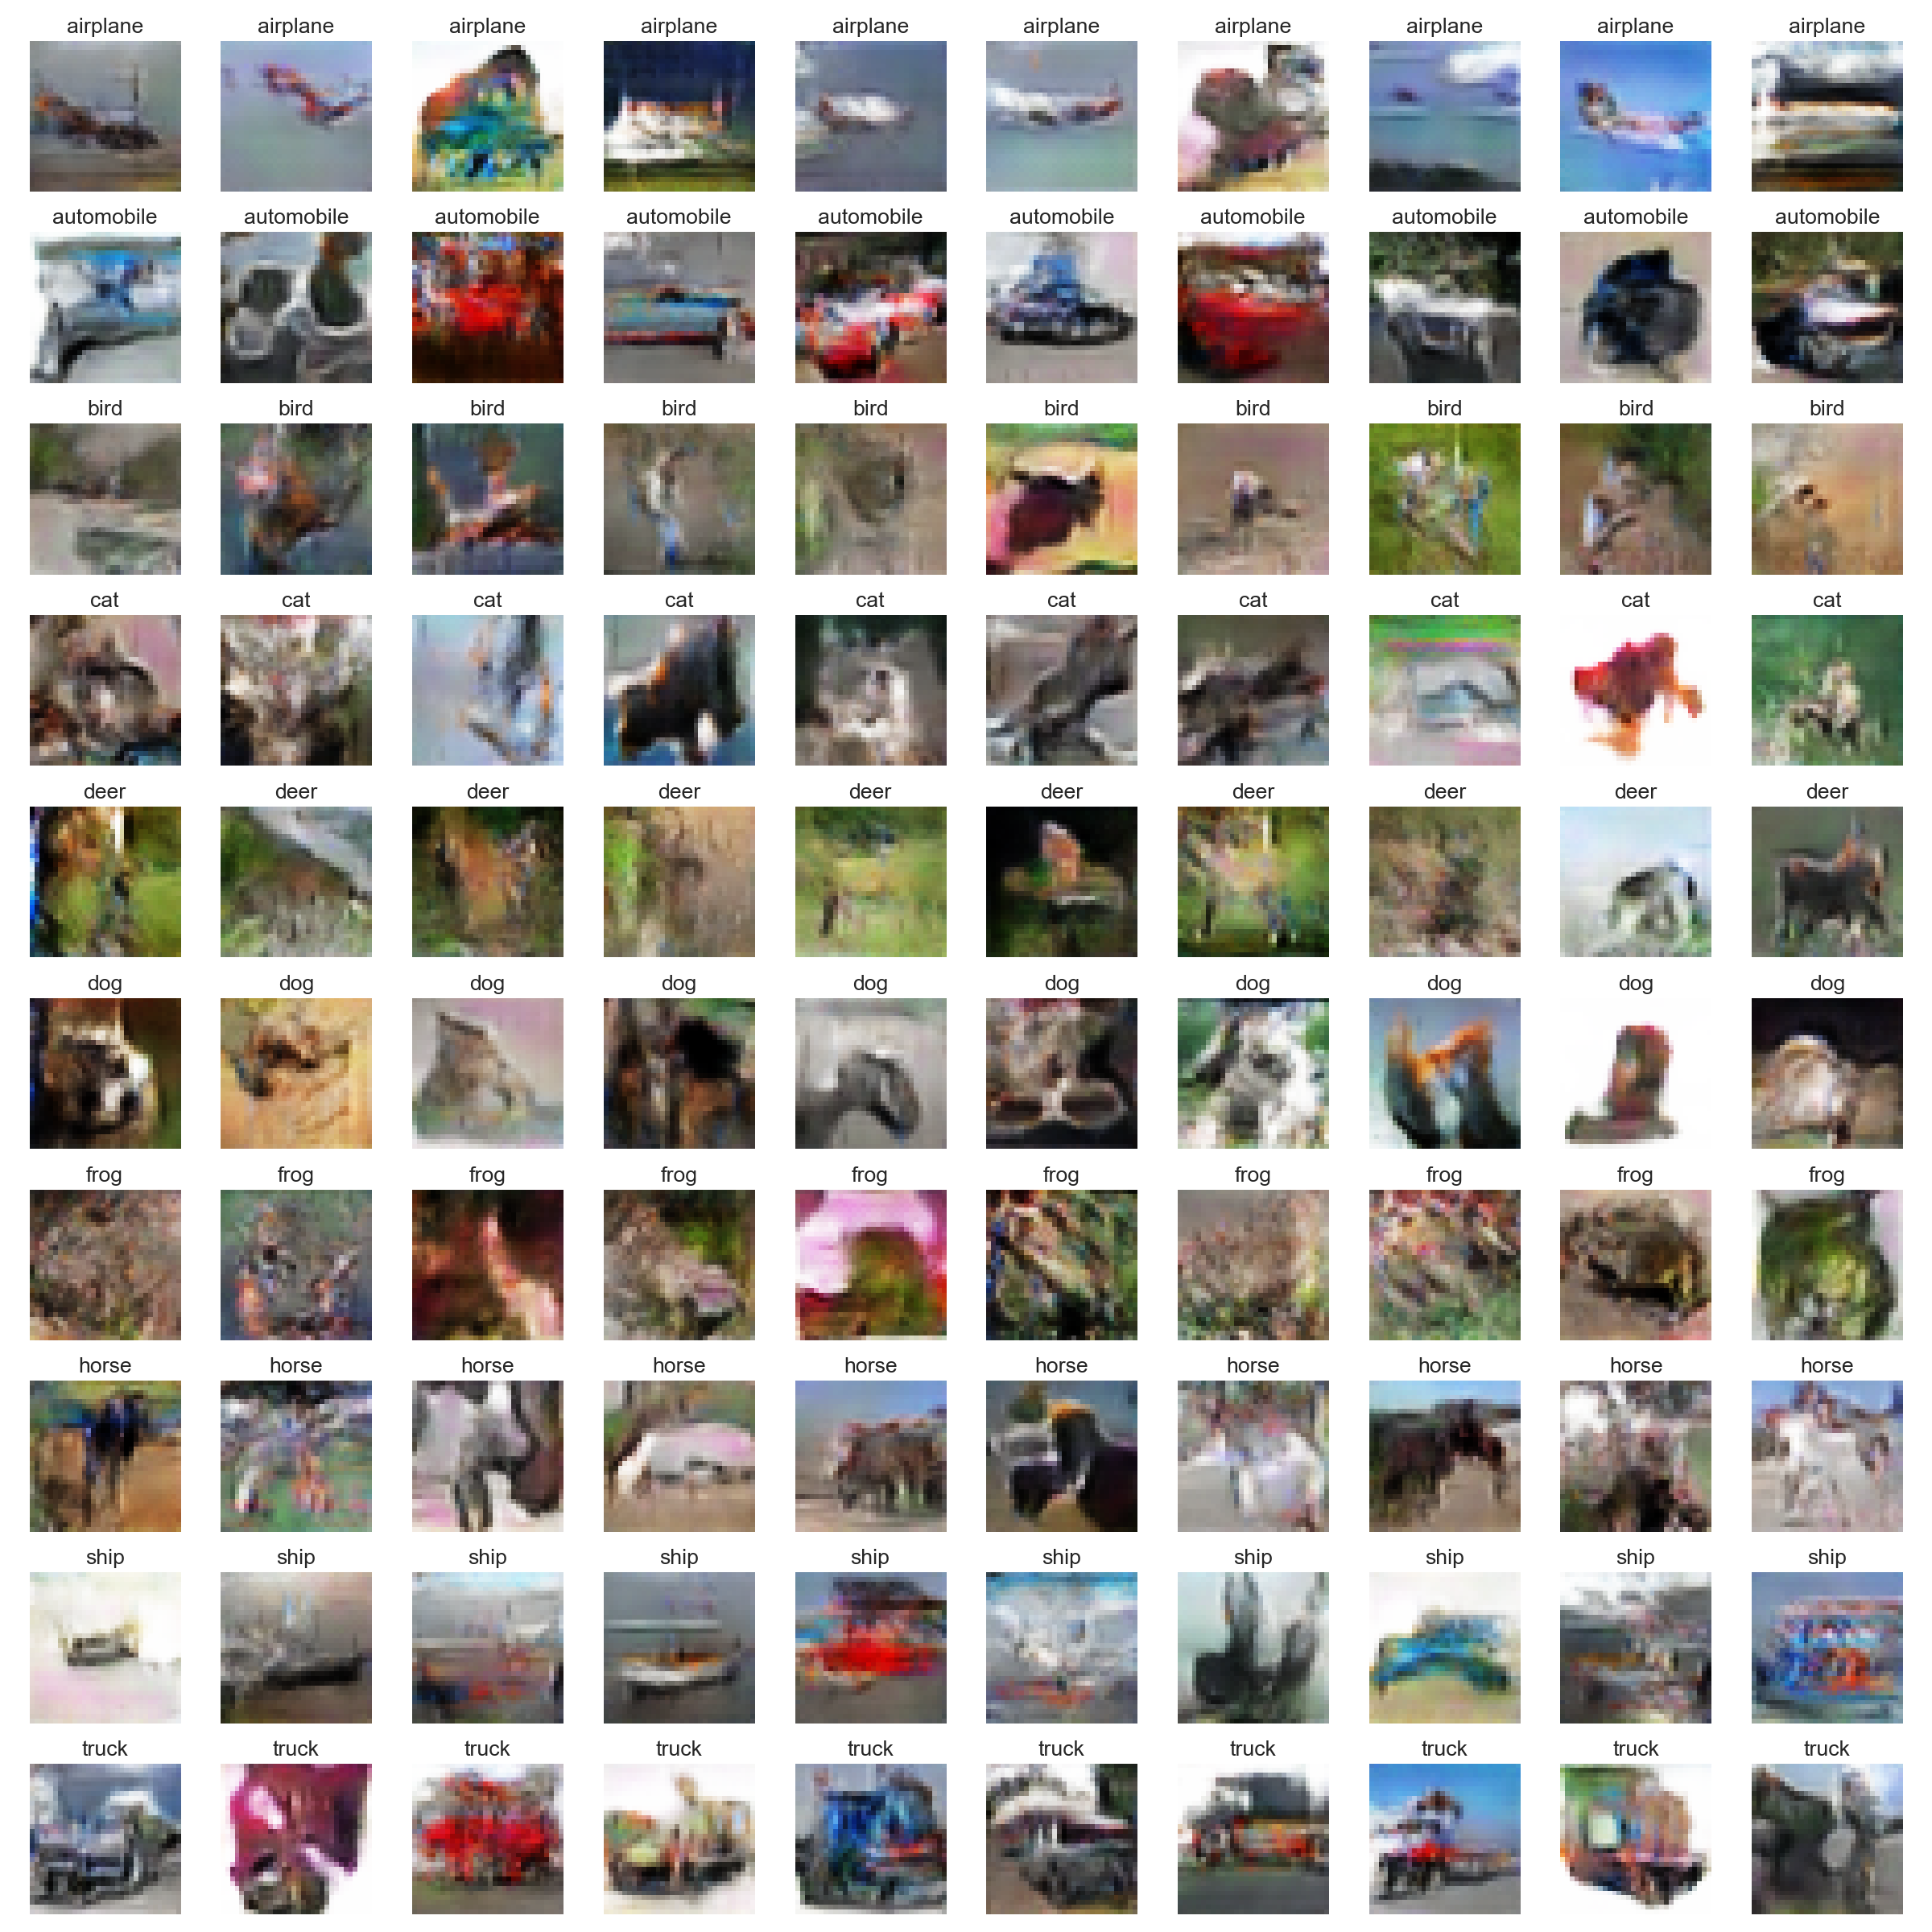 airplane airplane airplane airplane airplane airplane airplane airplane airplane airplane
automobile automobile automobile automobile automobile automobile automobile automobile automobile automobile
bird bird bird bird bird bird bird bird bird bird
cat cat cat cat cat cat cat cat cat cat
deer deer deer deer deer deer deer deer deer deer
dog dog dog dog dog dog dog dog dog dog
frog frog frog frog frog frog frog frog frog frog
horse horse horse horse horse horse horse horse horse horse
ship ship ship ship ship ship ship ship ship ship
truck truck truck truck truck truck truck truck truck truck